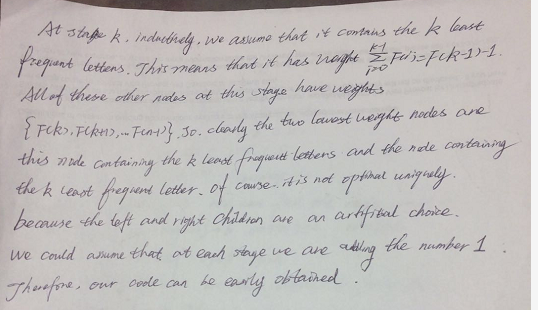 At stage k, inductively, we assume that it contains the k least
frequent letters. This means that it has weight \sum_{i=0}^{k-1} F(i) = F(k-1)-1.
All of these other nodes at this stage have weights
{F(k), F(k+1), ... F(n-1)}. So. clearly the two lowest weight nodes are
this node containing the k least frequent letters and the node containing
the k least frequent letter. Of course. it is not optimal uniquely.
because the left and right children are an artifitial choice.
We could assume that at each stage we are adding the number 1.
Therefore, our code can be easily obtained.